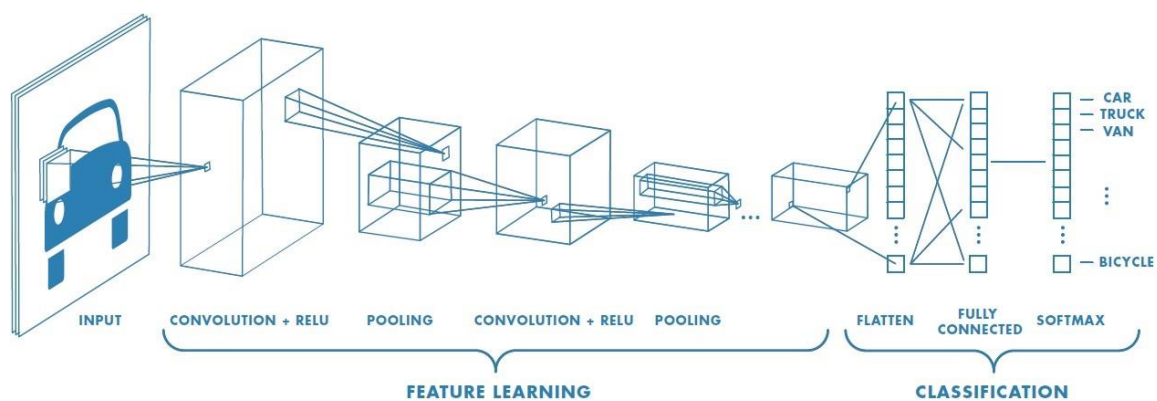 CAR
TRUCK
VAN
BICYCLE
INPUT
CONVOLUTION + RELU
POOLING
CONVOLUTION + RELU
POOLING
FLATTEN
FULLY
CONNECTED
SOFTMAX
FEATURE LEARNING
CLASSIFICATION